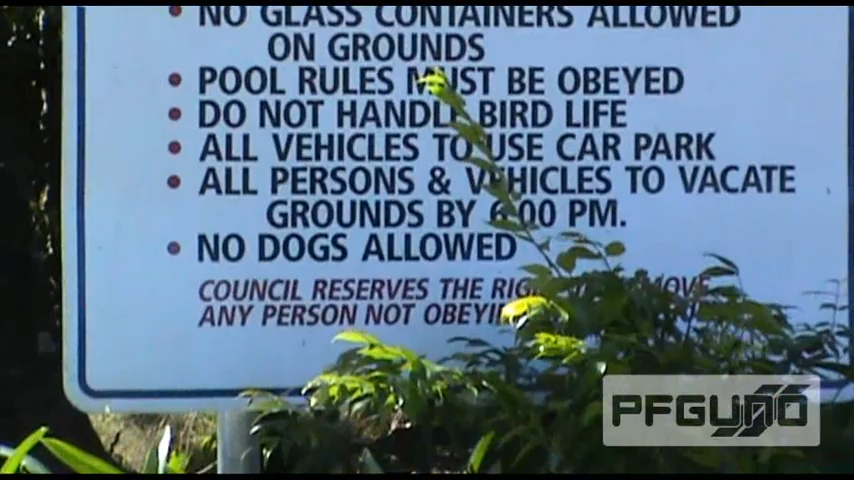 NO GLASS CONTAINERS ALLOWED
ON GROUNDS
• POOL RULES MUST BE OBEYED
• DO NOT HANDLE BIRD LIFE
• ALL VEHICLES TO USE CAR PARK
• ALL PERSONS & VEHICLES TO VACATE
GROUNDS BY 6:00 PM.
• NO DOGS ALLOWED
COUNCIL RESERVES THE
ANY PERSON NOT
PFGUNO